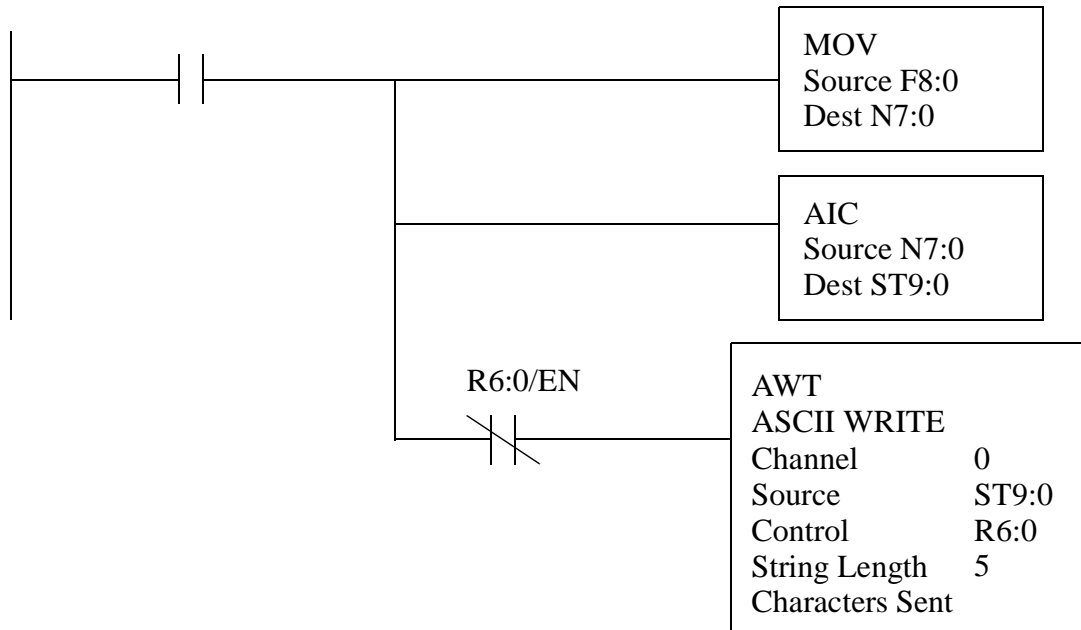 MOV
Source F8:0
Dest N7:0
AIC
Source N7:0
Dest ST9:0
R6:0/EN
AWT
ASCII WRITE
Channel 0
Source ST9:0
Control R6:0
String Length 5
Characters Sent